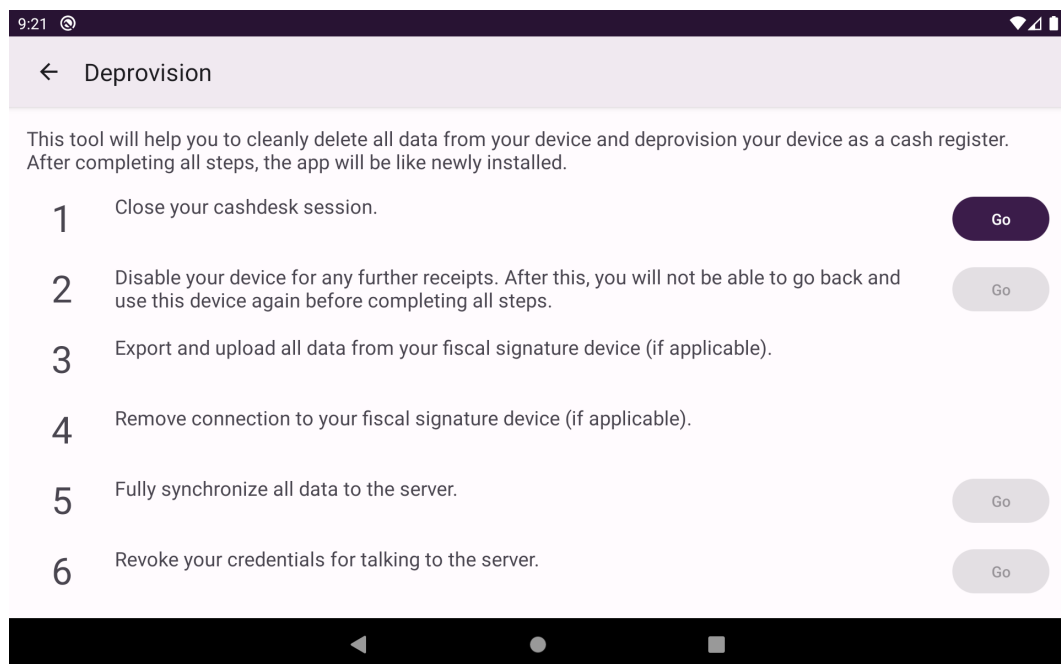 9:21
Deprovision
This tool will help you to cleanly delete all data from your device and deprovision your device as a cash register.
After completing all steps, the app will be like newly installed.
1 Close your cashdesk session. Go
2 Disable your device for any further receipts. After this, you will not be able to go back and
use this device again before completing all steps. Go
3 Export and upload all data from your fiscal signature device (if applicable).
4 Remove connection to your fiscal signature device (if applicable).
5 Fully synchronize all data to the server. Go
6 Revoke your credentials for talking to the server. Go